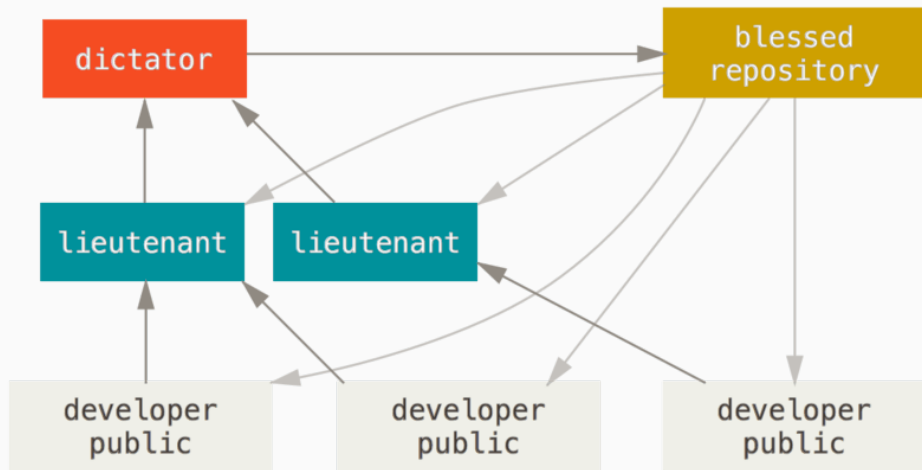 dictator
blessed
repository
lieutenant
lieutenant
developer
public
developer
public
developer
public